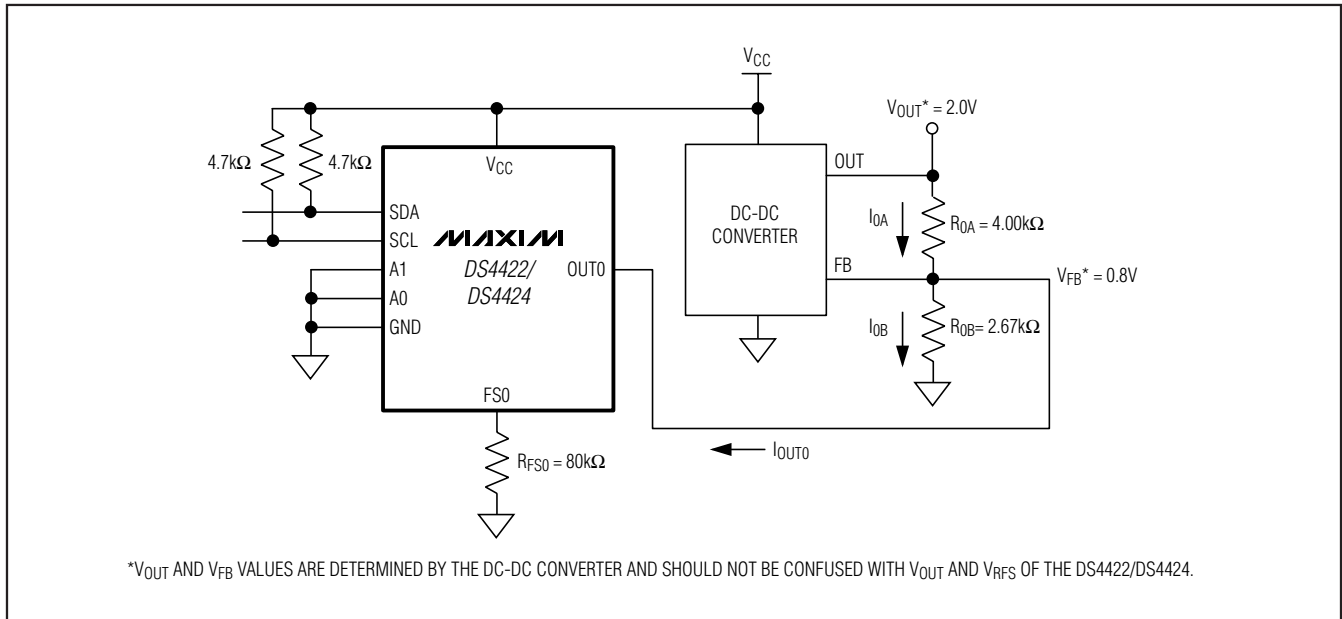 VCC
VOUT* = 2.0V
4.7kΩ 4.7kΩ
VCC
OUT
SDA
DC-DC
CONVERTER
I0A
R0A = 4.00kΩ
SCL
MAXIM
A1
DS4422/
DS4424
OUT0
FB
VFB* = 0.8V
A0
GND
I0B
R0B= 2.67kΩ
FS0
RFS0 = 80kΩ
IOUT0
*VOUT AND VFB VALUES ARE DETERMINED BY THE DC-DC CONVERTER AND SHOULD NOT BE CONFUSED WITH VOUT AND VRFS OF THE DS4422/DS4424.